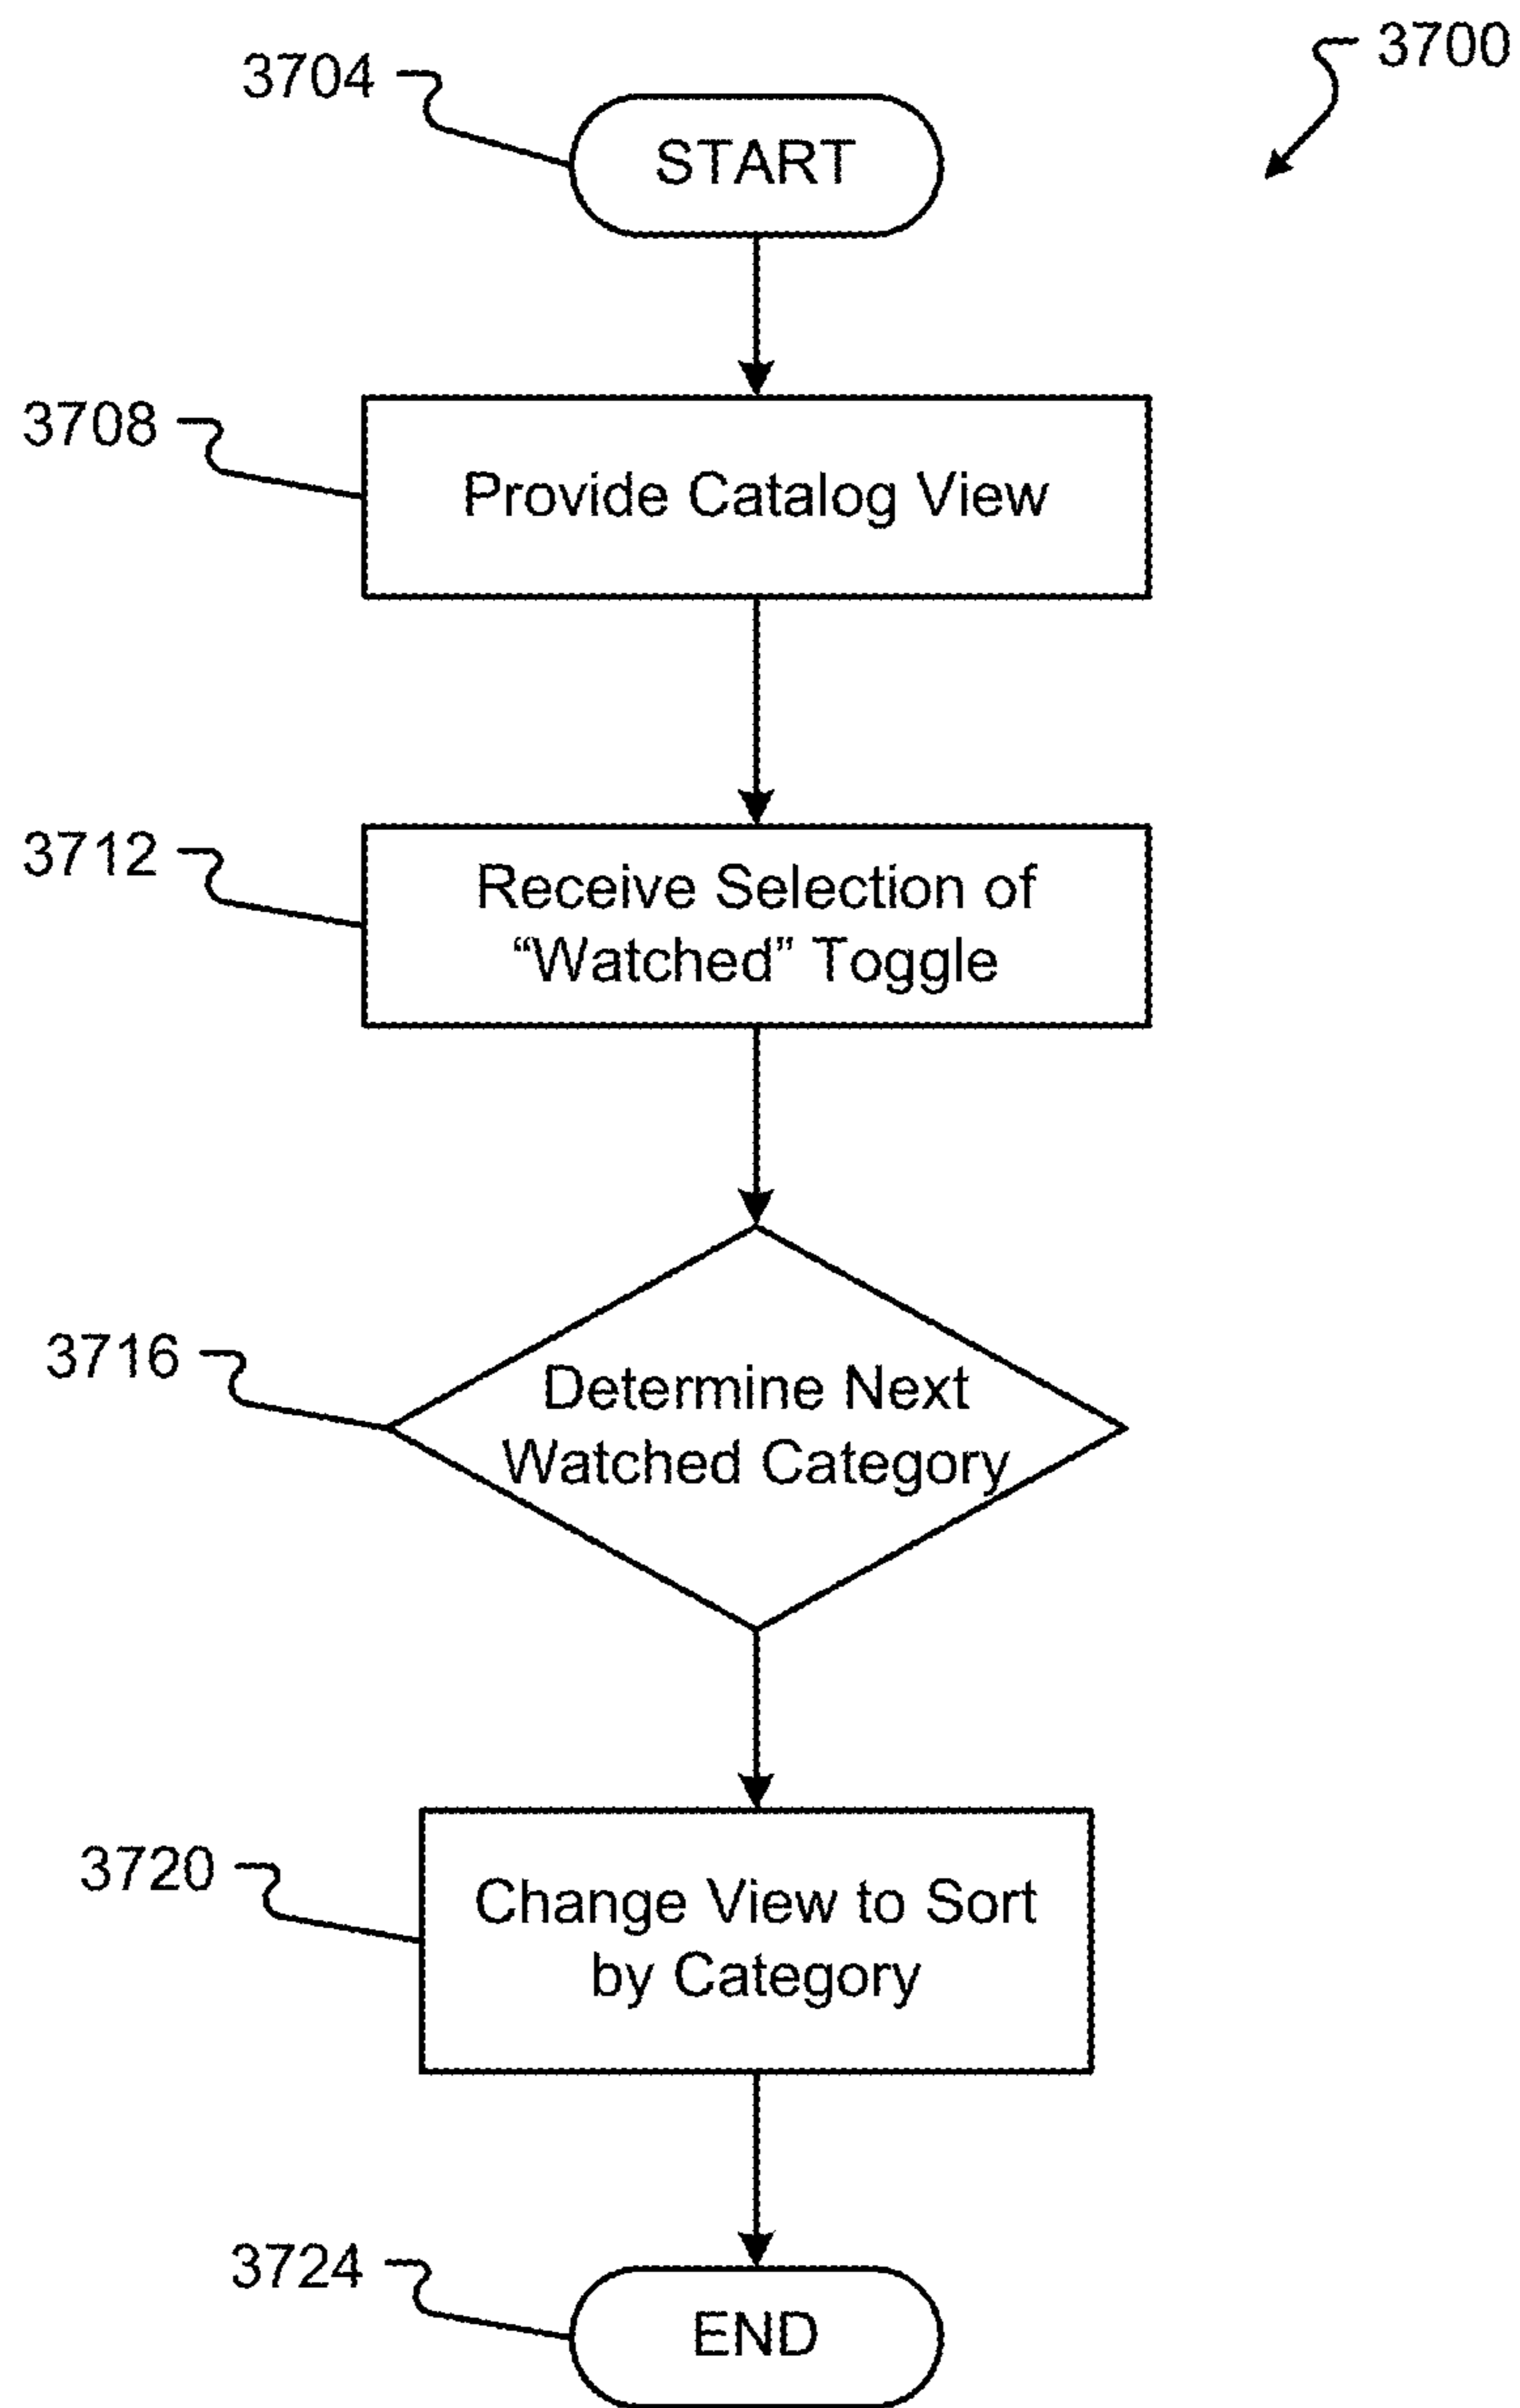 3700
3704
START
3708
Provide Catalog View
3712
Receive Selection of
“Watched” Toggle
3716
Determine Next
Watched Category
3720
Change View to Sort
by Category
3724
END